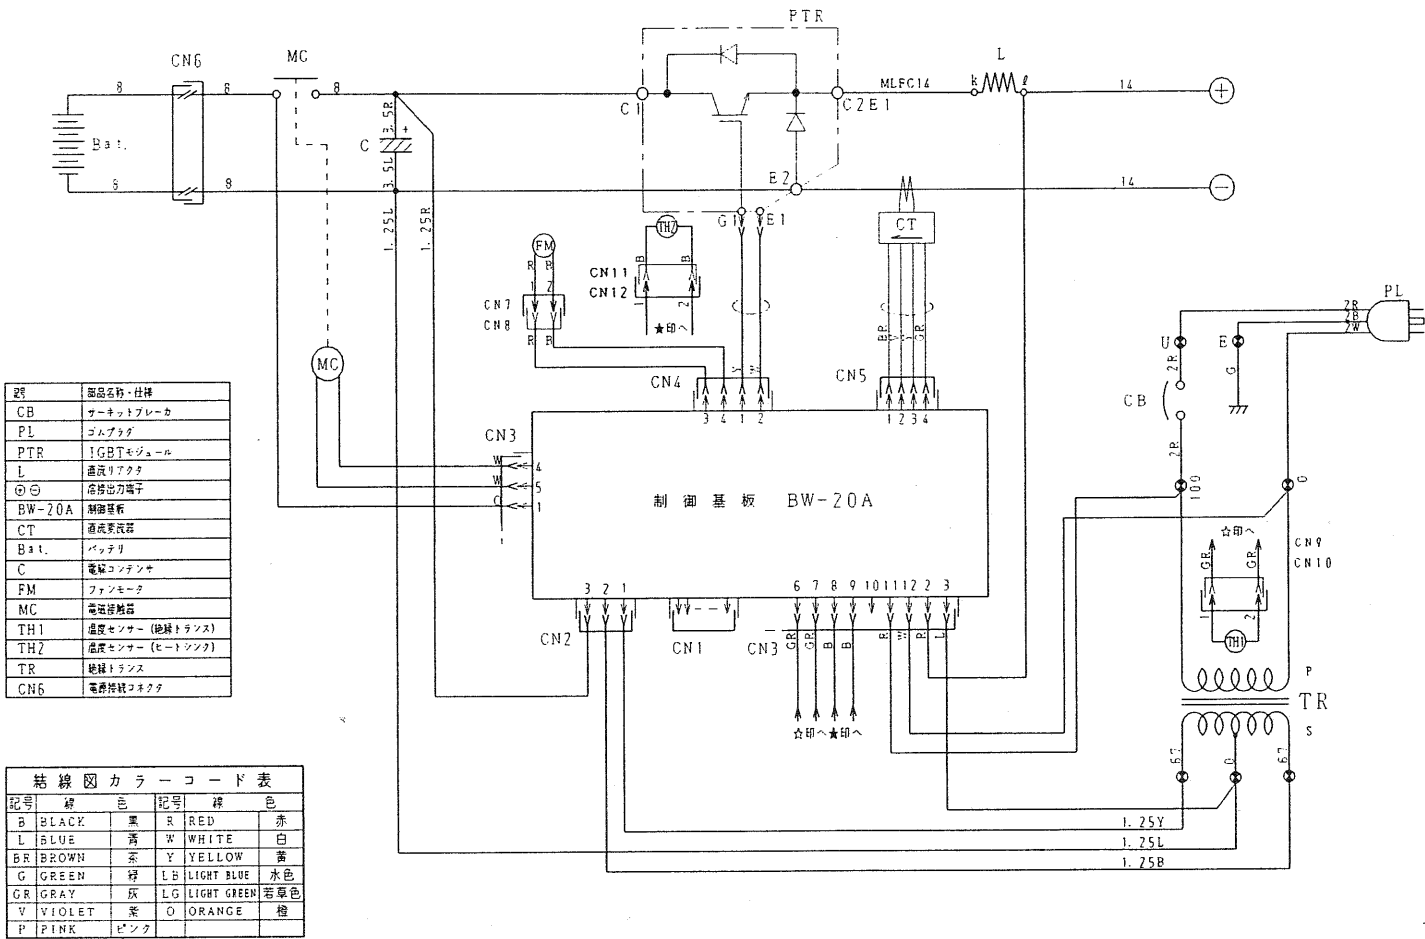 PTR
CN6
MC
L
8
8
8
MLFC14
k
ℓ
14
+
C1
C2E1
3.5R
+
C
3.5L
Bat.
8
8
E2
14
−
1.25L
1.25R
G1
E1
CT
FM
TH2
R
R
1
2
CN7
CN8
R
R
B
B
CN11
CN12
1
2
★印へ
Y
W
BR
GR
CN4
3 4 1 2
CN5
1 2 3 4
MC
PL
2R
2B
2W
U
E
2R
G
CB
2R
100
0
CN3
W 4
W 5
1
制御基板 BW-20A
☆印へ
GR
GR
CN9
CN10
1
2
TH1
3 2 1
CN2
CN1
6 7 8 9 10 11 12 2 3
CN3
GR
GR
B
B
R
W
R
L
☆印へ★印へ
P
TR
S
67
0
67
1.25Y
1.25L
1.25B
記号 部品名称・仕様
CB サーキットブレーカ
PL ゴムプラグ
PTR IGBTモジュール
L 直流リアクタ
⊕⊖ 溶接出力端子
BW-20A 制御基板
CT 直流変流器
Bat. バッテリ
C 電解コンデンサ
FM ファンモータ
MC 電磁接触器
TH1 温度センサー(絶縁トランス)
TH2 温度センサー(ヒートシンク)
TR 絶縁トランス
CN6 電源接続コネクタ
結線図カラーコード表
記号 線 色 記号 線 色
B BLACK 黒 R RED 赤
L BLUE 青 W WHITE 白
BR BROWN 茶 Y YELLOW 黄
G GREEN 緑 LB LIGHT BLUE 水色
GR GRAY 灰 LG LIGHT GREEN 若草色
V VIOLET 紫 O ORANGE 橙
P PINK ピンク